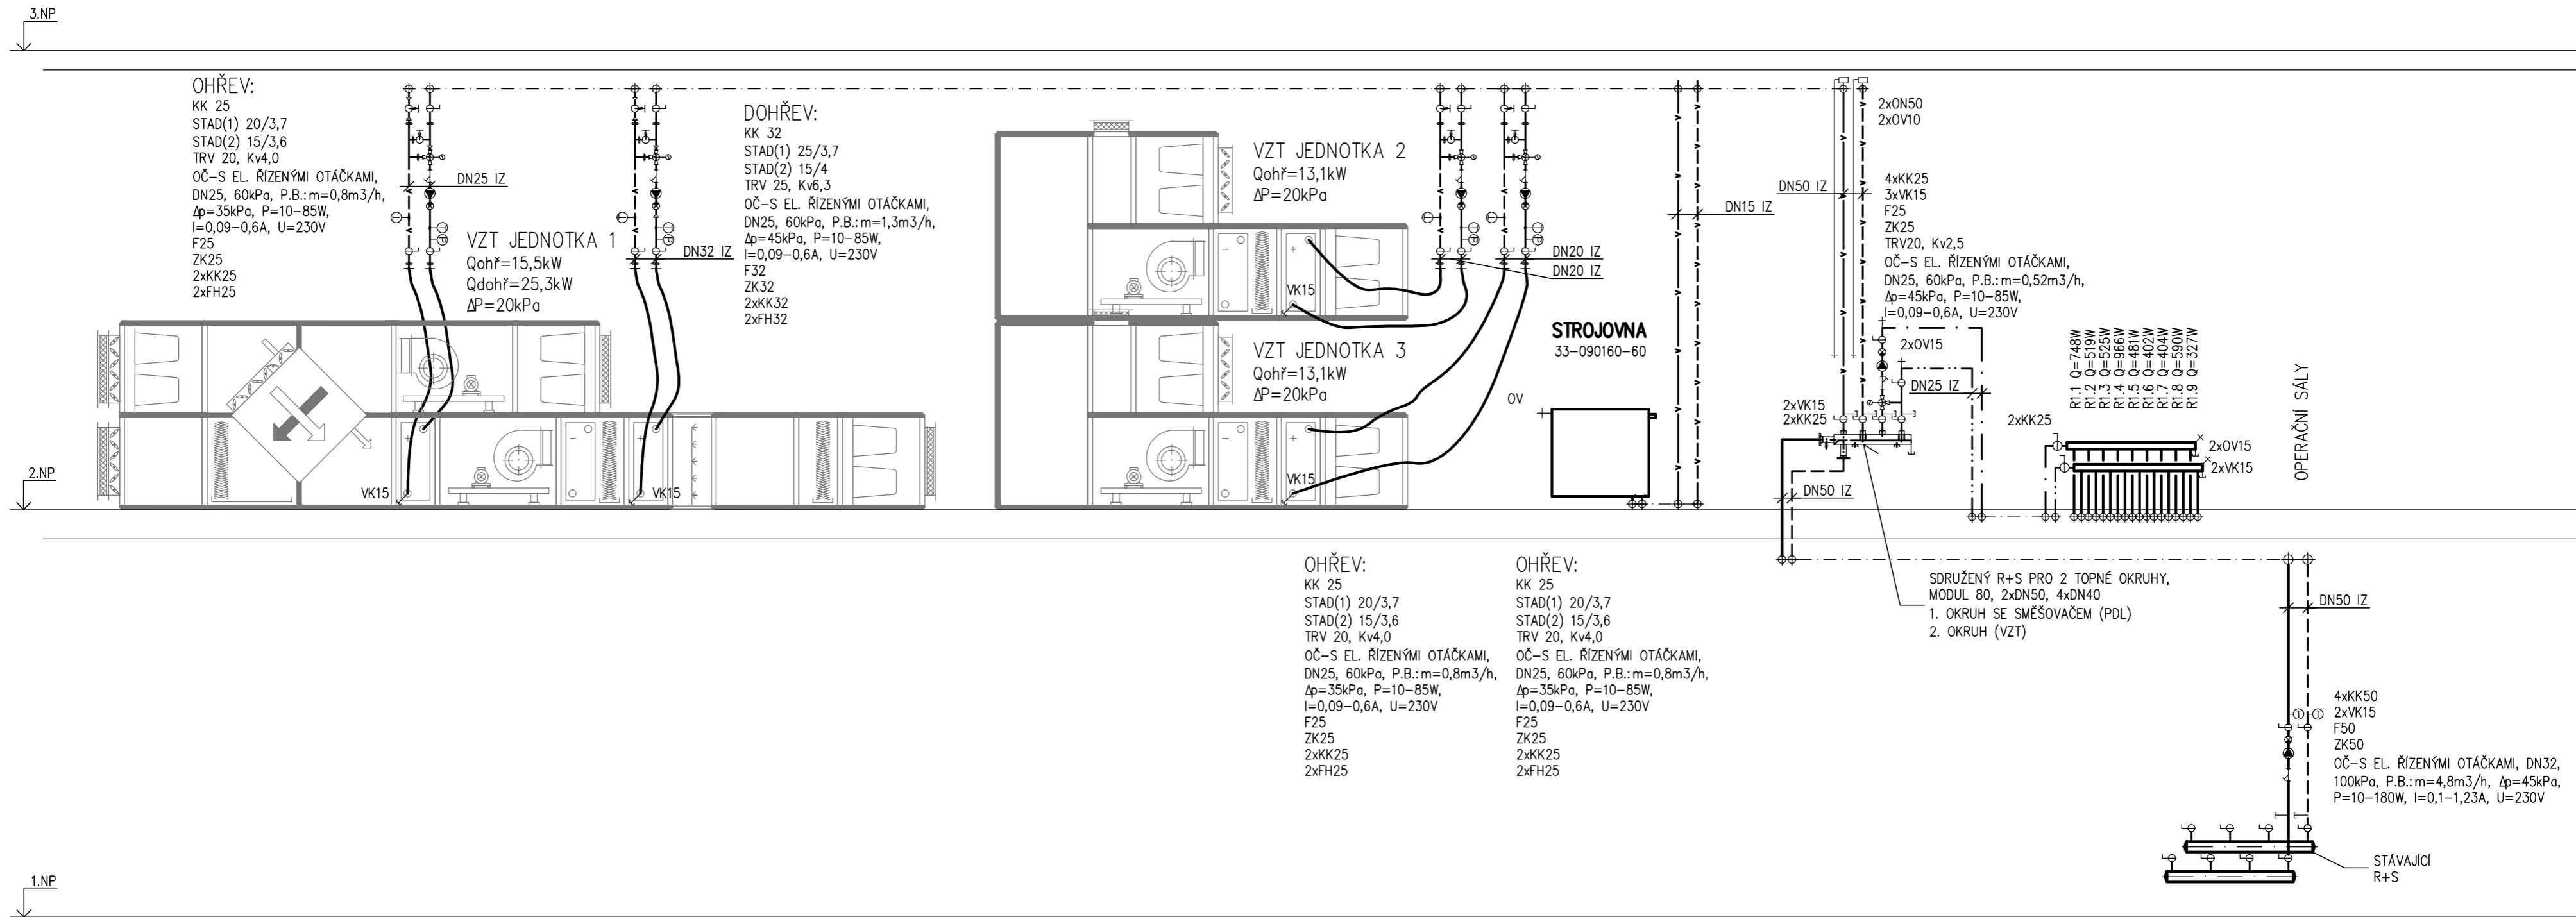 3.NP
OHŘEV:
KK 25
STAD(1) 20/3,7
STAD(2) 15/3,6
TRV 20, Kv4,0
OČ-S EL. ŘÍZENÝMI OTÁČKAMI,
DN25, 60kPa, P.B.:m=0,8m3/h,
Δp=35kPa, P=10-85W,
I=0,09-0,6A, U=230V
F25
ZK25
2xKK25
2xFH25
DN25 IZ
VZT JEDNOTKA 1
Qohř=15,5kW
Qdohř=25,3kW
ΔP=20kPa
DN32 IZ
DOHŘEV:
KK 32
STAD(1) 25/3,7
STAD(2) 15/4
TRV 25, Kv6,3
OČ-S EL. ŘÍZENÝMI OTÁČKAMI,
DN25, 60kPa, P.B.:m=1,3m3/h,
Δp=45kPa, P=10-85W,
I=0,09-0,6A, U=230V
F32
ZK32
2xKK32
2xFH32
VK15
VK15
VZT JEDNOTKA 2
Qohř=13,1kW
ΔP=20kPa
VK15
VZT JEDNOTKA 3
Qohř=13,1kW
ΔP=20kPa
VK15
DN20 IZ
DN20 IZ
STROJOVNA
33-090160-60
OV
DN15 IZ
DN50 IZ
2xON50
2xOV10
4xKK25
3xVK15
F25
ZK25
TRV20, Kv2,5
OČ-S EL. ŘÍZENÝMI OTÁČKAMI,
DN25, 60kPa, P.B.:m=0,52m3/h,
Δp=45kPa, P=10-85W,
I=0,09-0,6A, U=230V
2xOV15
DN25 IZ
2xVK15
2xKK25
DN50 IZ
R1.1 Q=748W
R1.2 Q=519W
R1.3 Q=525W
R1.4 Q=966W
R1.5 Q=481W
R1.6 Q=402W
R1.7 Q=404W
R1.8 Q=590W
R1.9 Q=327W
2xKK25
2xOV15
2xVK15
OPERAČNÍ SÁLY
2.NP
OHŘEV:
KK 25
STAD(1) 20/3,7
STAD(2) 15/3,6
TRV 20, Kv4,0
OČ-S EL. ŘÍZENÝMI OTÁČKAMI,
DN25, 60kPa, P.B.:m=0,8m3/h,
Δp=35kPa, P=10-85W,
I=0,09-0,6A, U=230V
F25
ZK25
2xKK25
2xFH25
OHŘEV:
KK 25
STAD(1) 20/3,7
STAD(2) 15/3,6
TRV 20, Kv4,0
OČ-S EL. ŘÍZENÝMI OTÁČKAMI,
DN25, 60kPa, P.B.:m=0,8m3/h,
Δp=35kPa, P=10-85W,
I=0,09-0,6A, U=230V
F25
ZK25
2xKK25
2xFH25
SDRUŽENÝ R+S PRO 2 TOPNÉ OKRUHY,
MODUL 80, 2xDN50, 4xDN40
1. OKRUH SE SMĚŠOVAČEM (PDL)
2. OKRUH (VZT)
DN50 IZ
4xKK50
2xVK15
F50
ZK50
OČ-S EL. ŘÍZENÝMI OTÁČKAMI, DN32,
100kPa, P.B.:m=4,8m3/h, Δp=45kPa,
P=10-180W, I=0,1-1,23A, U=230V
T T
STÁVAJÍCÍ
R+S
1.NP